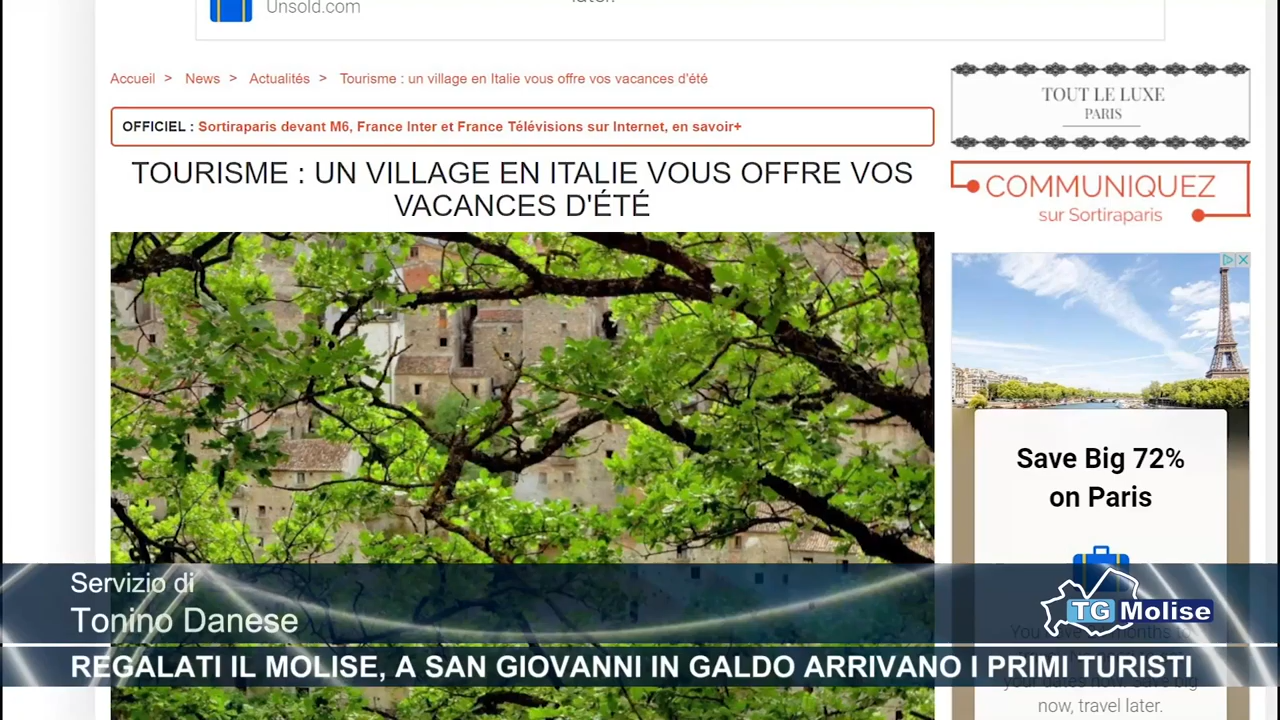 Unsold.com
later.
Accueil > News > Actualités > Tourisme : un village en Italie vous offre vos vacances d'été
OFFICIEL : Sortiraparis devant M6, France Inter et France Télévisions sur Internet, en savoir+
TOURISME : UN VILLAGE EN ITALIE VOUS OFFRE VOS
VACANCES D'ÉTÉ
TOUT LE LUXE
PARIS
COMMUNIQUEZ
sur Sortiraparis
Save Big 72%
on Paris
now, travel later.
Servizio di
Tonino Danese
TG Molise
REGALATI IL MOLISE, A SAN GIOVANNI IN GALDO ARRIVANO I PRIMI TURISTI